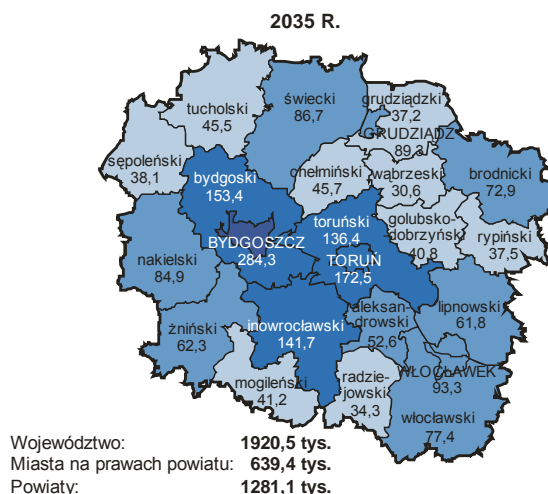 2035 R.
tucholski
45,5
świecki
86,7
grudziądzki
37,2
GRUDZIĄDZ
89,3
sępoleński
38,1
bydgoski
153,4
chełmiński
45,7
wąbrzeski
30,6
brodnicki
72,9
toruński
136,4
golubsko-
dobrzyński
40,8
rypiński
37,5
BYDGOSZCZ
284,3
TORUŃ
172,5
nakielski
84,9
żniński
62,3
inowrocławski
141,7
aleksan-
drowski
52,6
lipnowski
61,8
mogileński
41,2
radzie-
jowski
34,3
WŁOCŁAWEK
93,3
włocławski
77,4
Województwo: 1920,5 tys.
Miasta na prawach powiatu: 639,4 tys.
Powiaty: 1281,1 tys.